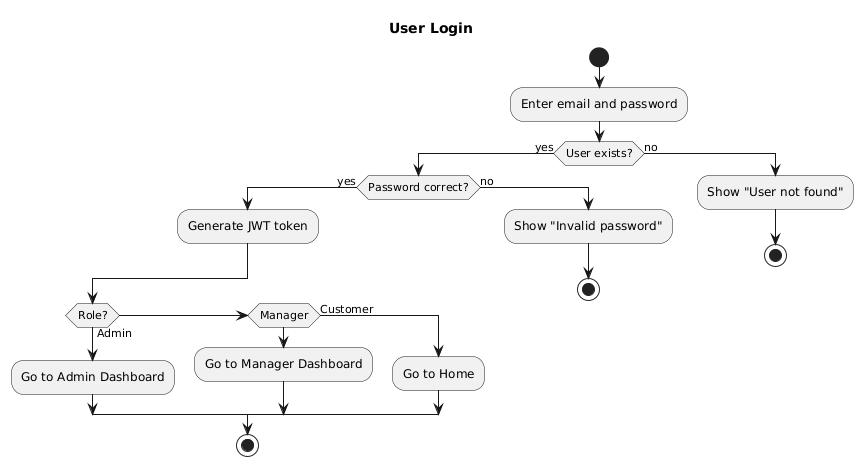 User Login
Enter email and password
yes
User exists?
no
yes
Password correct?
no
Show "User not found"
Generate JWT token
Show "Invalid password"
Role?
Manager
Customer
Admin
Go to Admin Dashboard
Go to Manager Dashboard
Go to Home